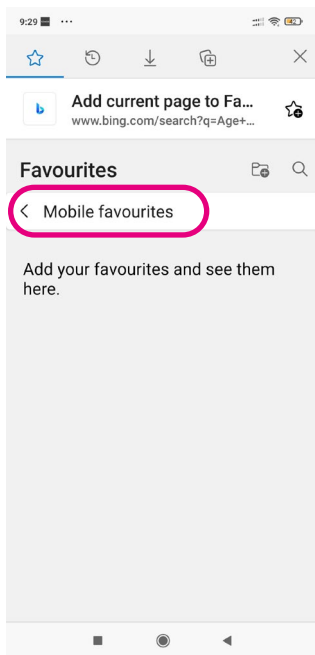 9:29
Add current page to Fa...
www.bing.com/search?q=Age+...
Favourites
Mobile favourites
Add your favourites and see them
here.